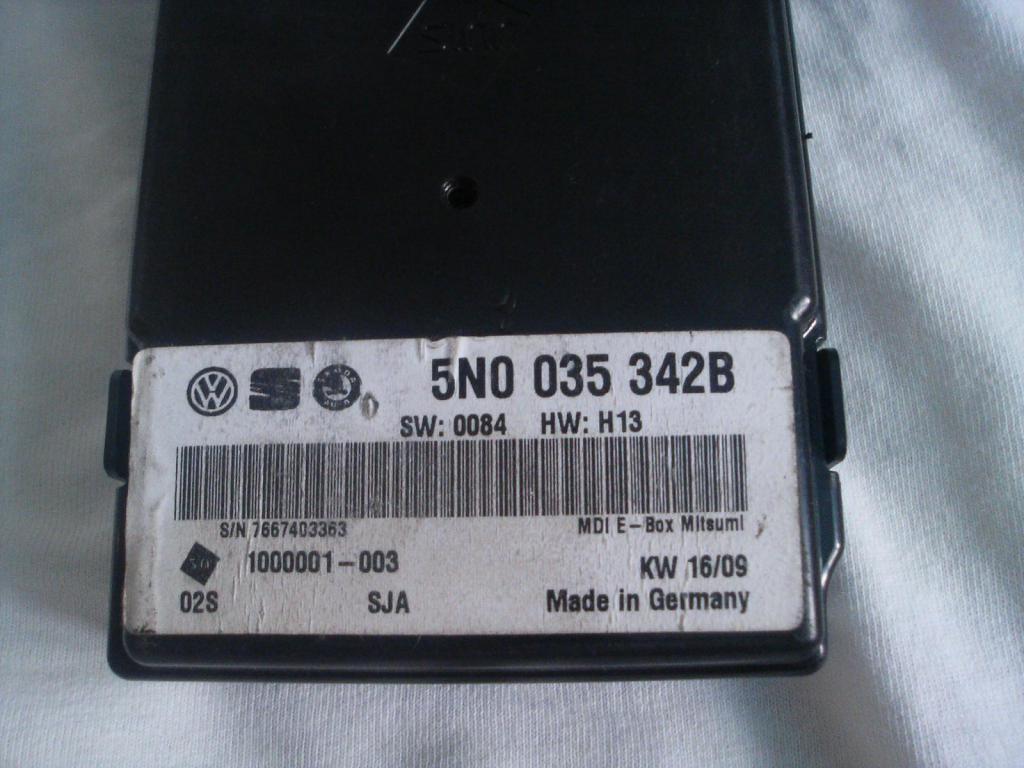 5N0 035 342B
SW: 0084 HW: H13
S/N 7667403363 MDI E-Box Mitsumi
1000001-003 KW 16/09
02S SJA Made in Germany